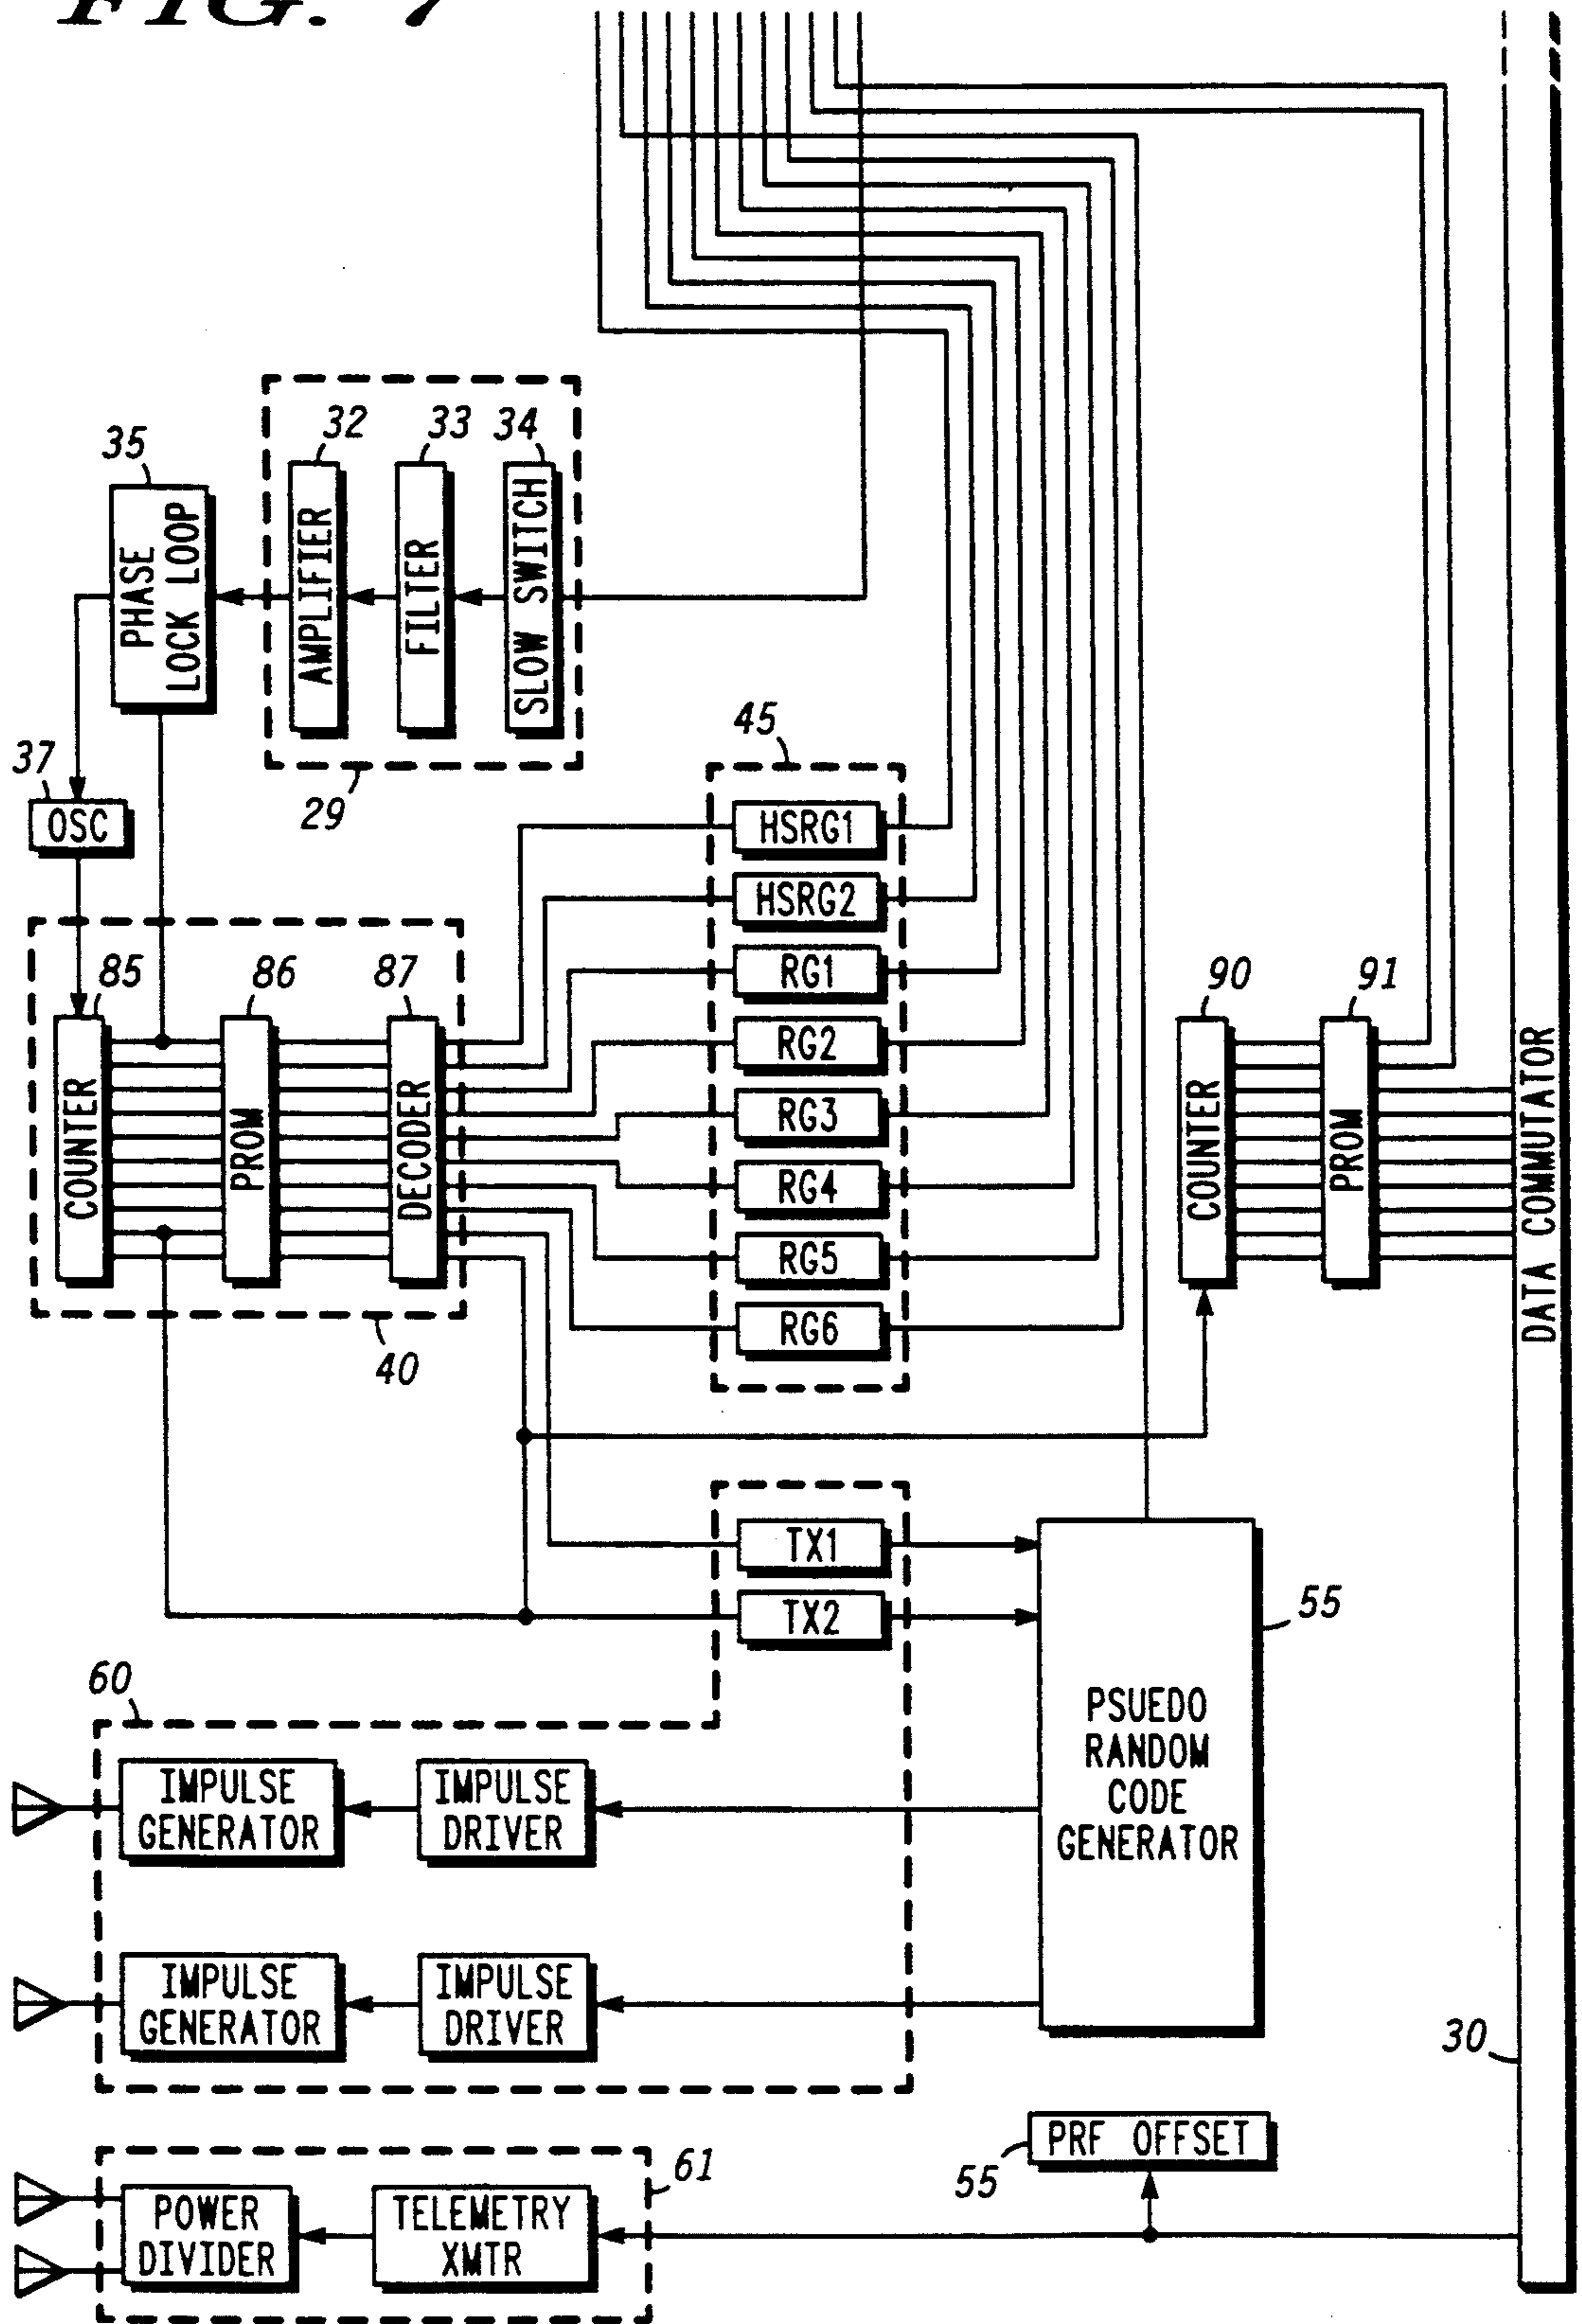 FIG. 7
32
33
34
35
AMPLIFIER
FILTER
SLOW SWITCH
PHASE
LOCK LOOP
45
37
OSC
29
HSRG1
HSRG2
RG1
RG2
RG3
RG4
RG5
RG6
85
86
87
COUNTER
PROM
DECODER
40
90
91
COUNTER
PROM
DATA COMMUTATOR
TX1
TX2
55
PSUEDO
RANDOM
CODE
GENERATOR
60
IMPULSE
GENERATOR
IMPULSE
DRIVER
IMPULSE
GENERATOR
IMPULSE
DRIVER
30
PRF OFFSET
55
61
POWER
DIVIDER
TELEMETRY
XMTR